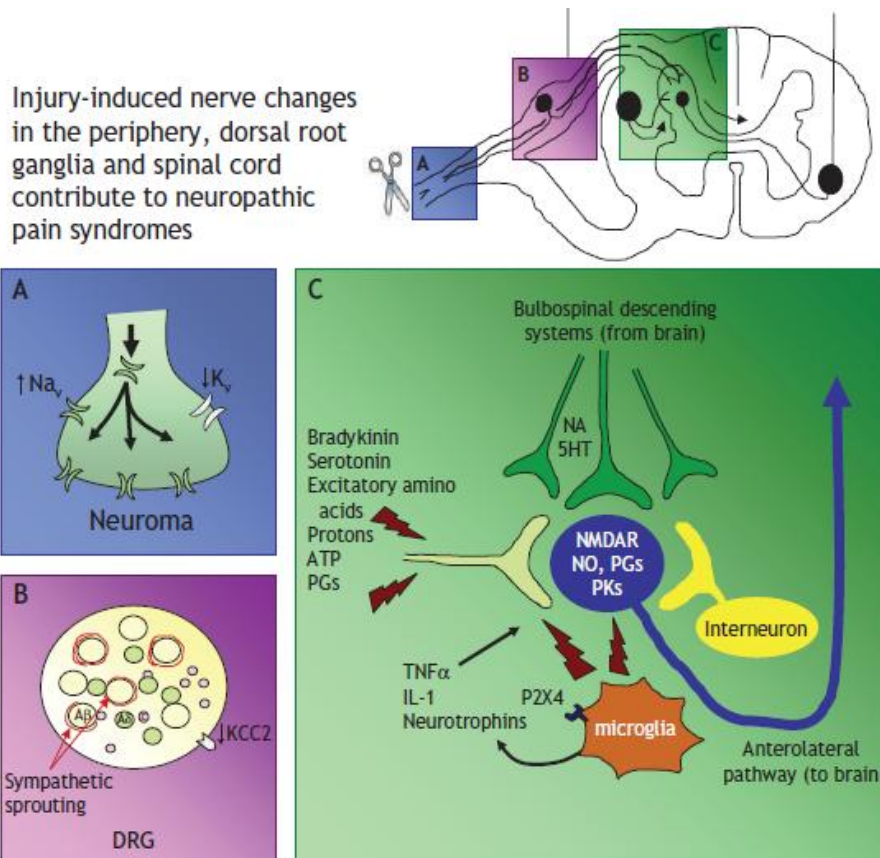 Injury-induced nerve changes
in the periphery, dorsal root
ganglia and spinal cord
contribute to neuropathic
pain syndromes
A
B
C
A
↑Nav
↓Kv
Neuroma
B
Aβ
Aδ
C
↓KCC2
Sympathetic
sprouting
DRG
C
Bulbospinal descending
systems (from brain)
NA
5HT
Bradykinin
Serotonin
Excitatory amino
acids
Protons
ATP
PGs
NMDAR
NO, PGs
PKs
Interneuron
TNFα
IL-1
Neurotrophins
P2X4
microglia
Anterolateral
pathway (to brain